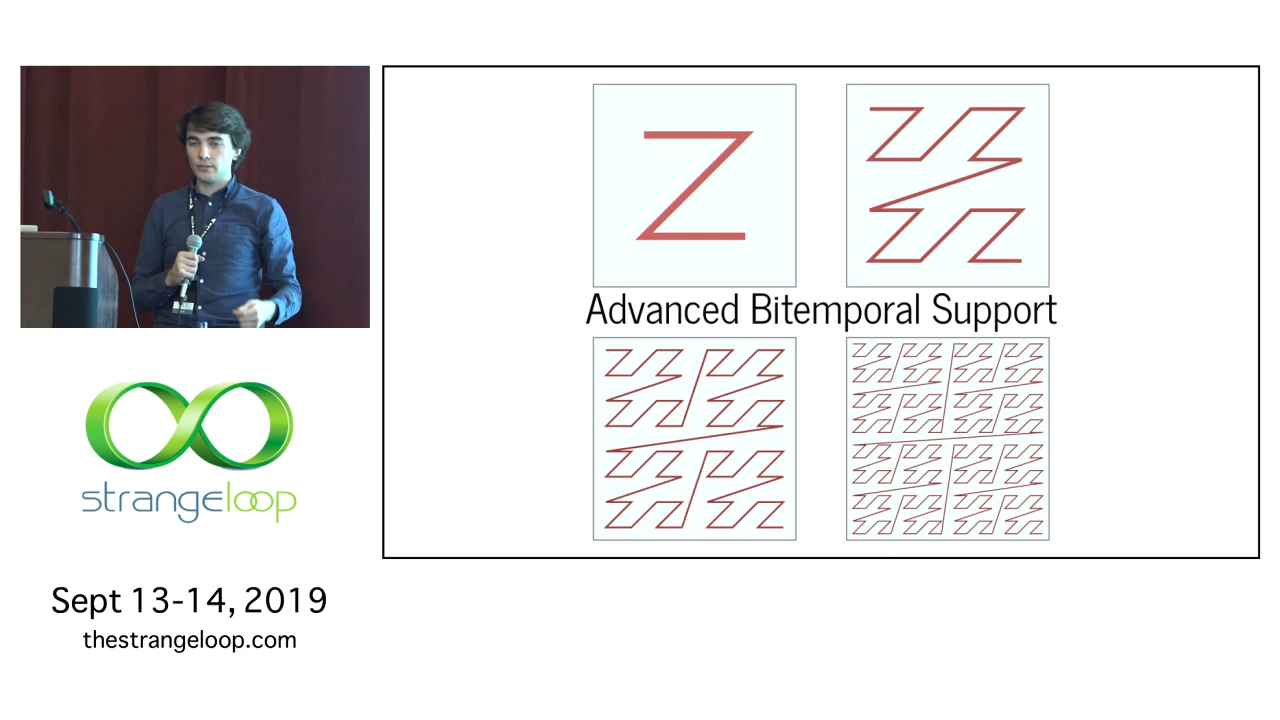 Advanced Bitemporal Support
strangeloop
Sept 13-14, 2019
thestrangeloop.com